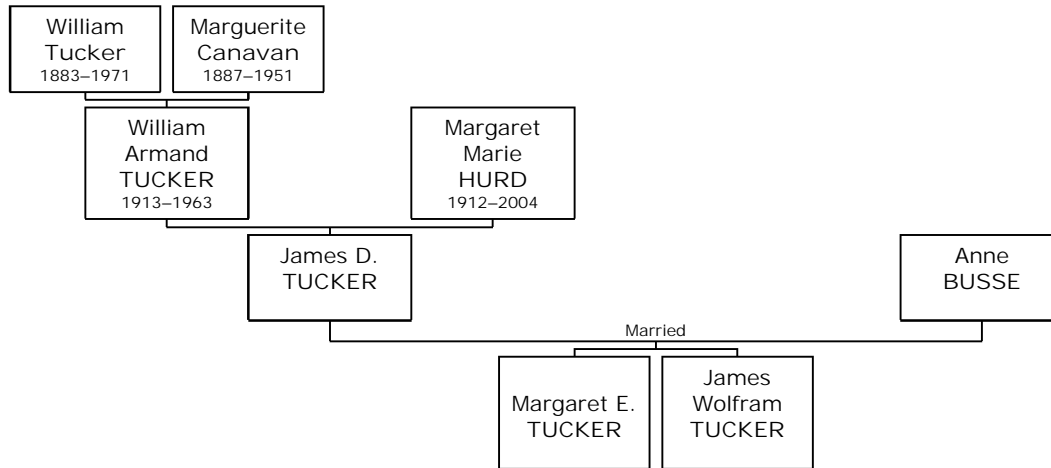 William
Tucker
1883–1971
Marguerite
Canavan
1887–1951
William
Armand
TUCKER
1913–1963
Margaret
Marie
HURD
1912–2004
James D.
TUCKER
Anne
BUSSE
Married
Margaret E.
TUCKER
James
Wolfram
TUCKER